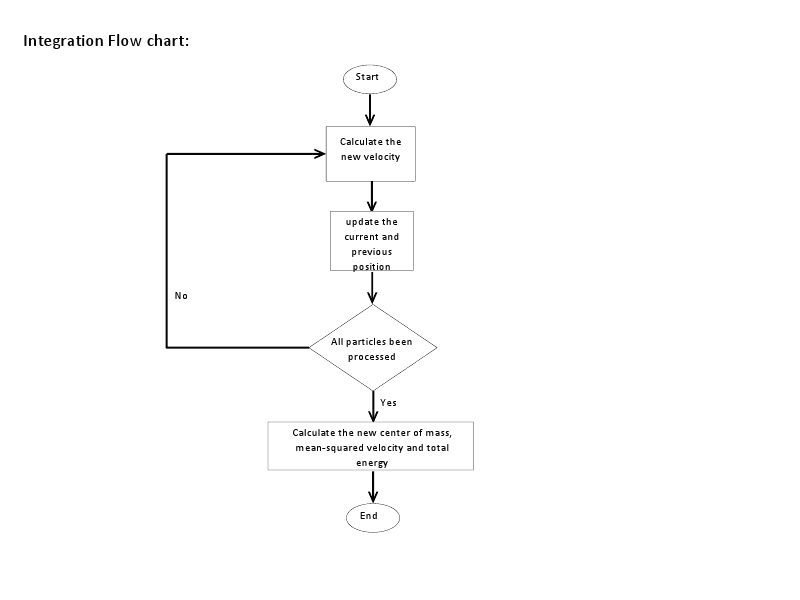 Integration Flow chart:
Start
Calculate the
new velocity
update the
current and
previous
position
No
All particles been
processed
Yes
Calculate the new center of mass,
mean-squared velocity and total
energy
End